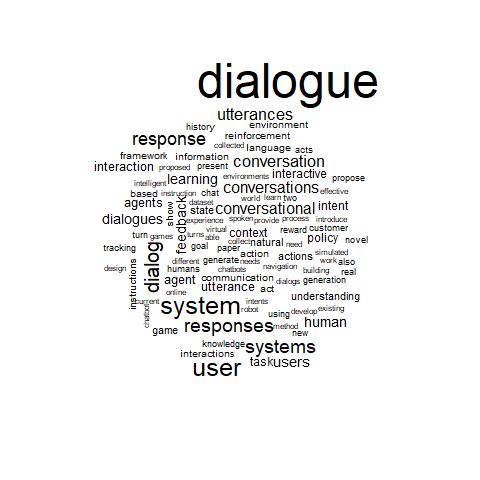 dialogue
utterances
history environment
reinforcement
response collected language acts
framework information conversation
interaction proposed present
environments interactive propose
intelligent learning
based instruction chat conversations effective
agents show dataset world learn two
state conversational intent
dialogues experience spoken provide process introduce
feedback virtual context reward customer
turn games turns able
dialog collect natural need policy novel
tracking goal paper action simulated
different generate needs actions work also
design humans chatbots navigation building real
instructions agent communication dialogs generation
online utterance act
current system intents understanding
chatbot robot using develop existing
game responses method human
new
knowledge systems
interactions
user task users